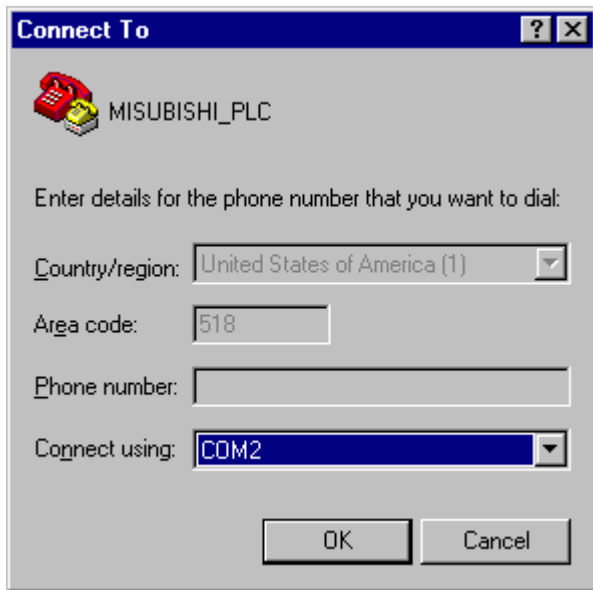 Connect To ? X
MISUBISHI_PLC
Enter details for the phone number that you want to dial:
Country/region: United States of America (1)
Area code: 518
Phone number:
Connect using: COM2
OK Cancel